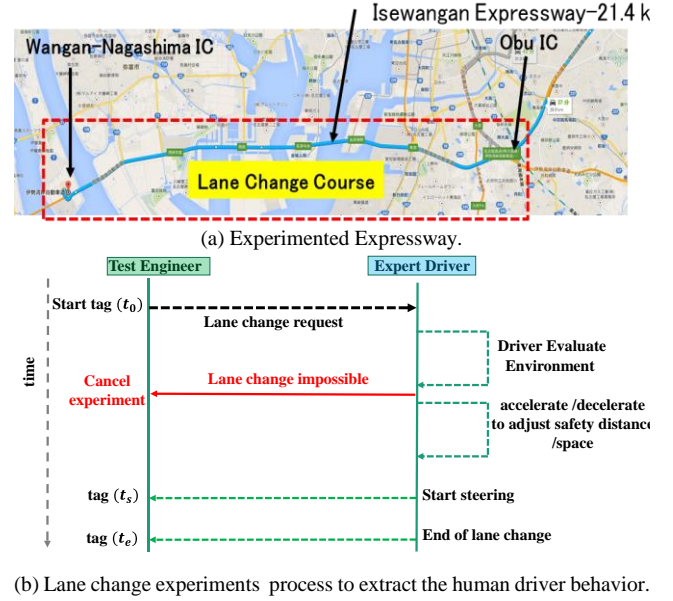 Isewangan Expressway-21.4 k
Wangan-Nagashima IC
Obu IC
Lane Change Course
(a) Experimented Expressway.
Test Engineer
Expert Driver
Start tag (t₀)
Lane change request
Driver Evaluate
Environment
time
Cancel
experiment
Lane change impossible
accelerate /decelerate
to adjust safety distance
/space
tag (tₛ)
Start steering
tag (tₑ)
End of lane change
(b) Lane change experiments process to extract the human driver behavior.